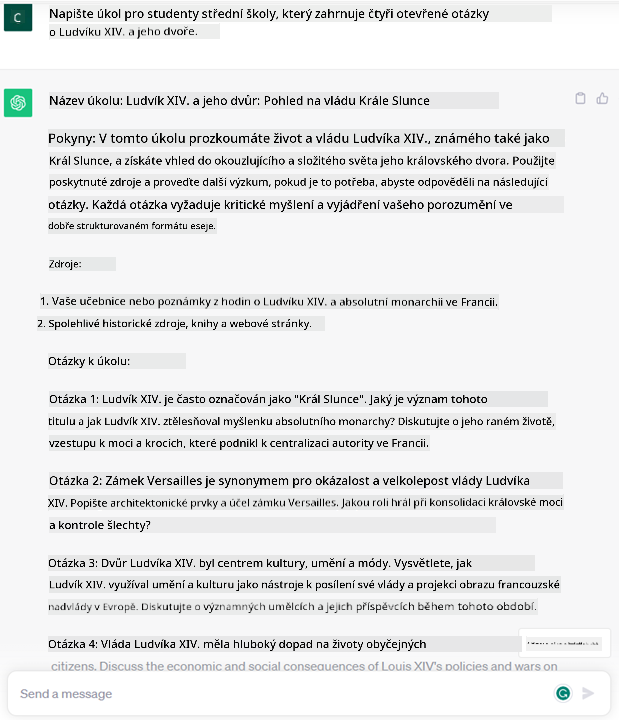 C
Napište úkol pro studenty střední školy, který zahrnuje čtyři otevřené otázky
o Ludvíku XIV. a jeho dvoře.
Název úkolu: Ludvík XIV. a jeho dvůr: Pohled na vládu Krále Slunce
Pokyny: V tomto úkolu prozkoumáte život a vládu Ludvíka XIV., známého také jako
Král Slunce, a získáte vhled do okouzlujícího a složitého světa jeho královského dvora. Použijte
poskytnuté zdroje a proveďte další výzkum, pokud je to potřeba, abyste odpověděli na následující
otázky. Každá otázka vyžaduje kritické myšlení a vyjádření vašeho porozumění ve
dobře strukturovaném formátu eseje.
Zdroje:
1. Vaše učebnice nebo poznámky z hodin o Ludvíku XIV. a absolutní monarchii ve Francii.
2. Spolehlivé historické zdroje, knihy a webové stránky.
Otázky k úkolu:
Otázka 1: Ludvík XIV. je často označován jako "Král Slunce". Jaký je význam tohoto
titulu a jak Ludvík XIV. ztělesňoval myšlenku absolutního monarchy? Diskutujte o jeho raném životě,
vzestupu k moci a krocích, které podnikl k centralizaci autority ve Francii.
Otázka 2: Zámek Versailles je synonymem pro okázalost a velkolepost vlády Ludvíka
XIV. Popište architektonické prvky a účel zámku Versailles. Jakou roli hrál při konsolidaci královské moci
a kontrole šlechty?
Otázka 3: Dvůr Ludvíka XIV. byl centrem kultury, umění a módy. Vysvětlete, jak
Ludvík XIV. využíval umění a kulturu jako nástroje k posílení své vlády a projekci obrazu francouzské
nadvlády v Evropě. Diskutujte o významných umělcích a jejich příspěvcích během tohoto období.
Otázka 4: Vláda Ludvíka XIV. měla hluboký dopad na životy obyčejných
citizens. Discuss the economic and social consequences of Louis XIV's policies and wars on
Send a message